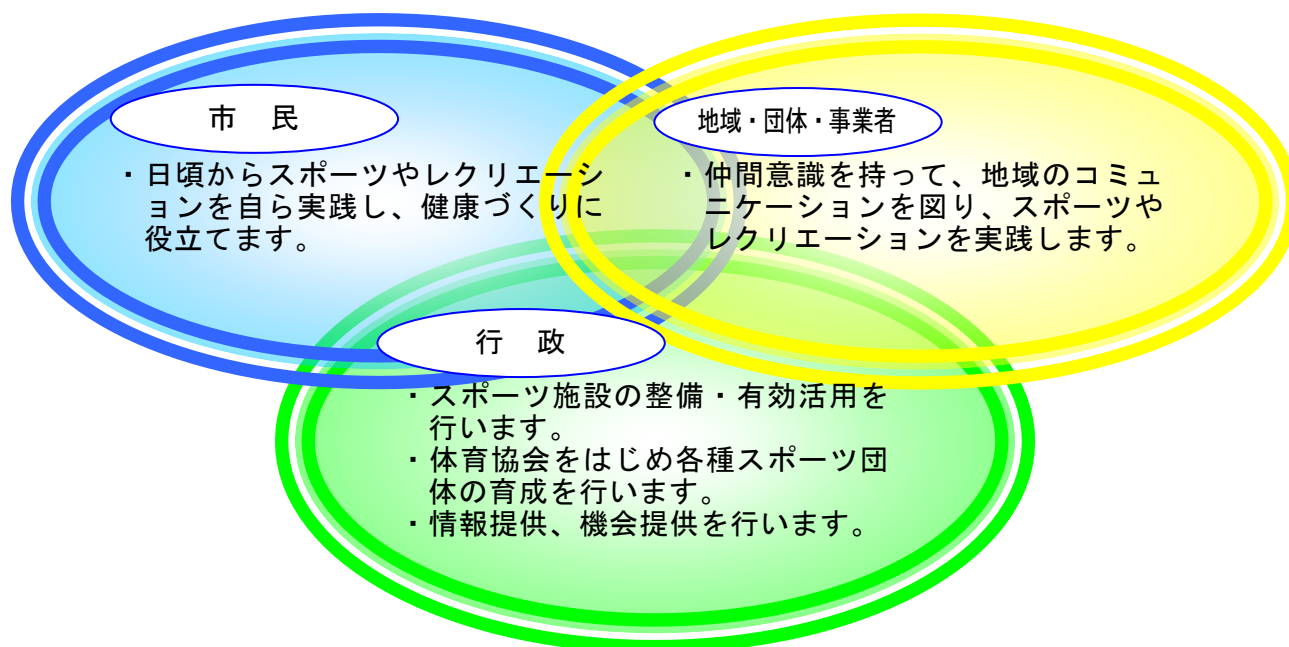 市　民
・日頃からスポーツやレクリエーシ
ョンを自ら実践し、健康づくりに
役立てます。
地域・団体・事業者
・仲間意識を持って、地域のコミュ
ニケーションを図り、スポーツや
レクリエーションを実践します。
行　政
・スポーツ施設の整備・有効活用を
行います。
・体育協会をはじめ各種スポーツ団
体の育成を行います。
・情報提供、機会提供を行います。